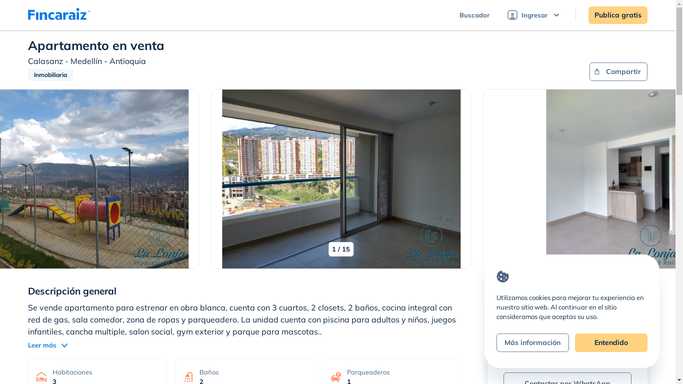 Fincaraiz
Buscador
Ingresar
Publica gratis
Apartamento en venta
Calasanz - Medellín - Antioquia
Inmobiliaria
Compartir
La Lonja
La Lonja
La Lonja
1 / 15
Descripción general
Se vende apartamento para estrenar en obra blanca, cuenta con 3 cuartos, 2 closets, 2 baños, cocina integral con
red de gas, sala comedor, zona de ropas y parqueadero. La unidad cuenta con piscina para adultos y niños, juegos
infantiles, cancha multiple, salon social, gym exterior y parque para mascotas..
Leer más
Habitaciones
3
Baños
2
Parqueaderos
1
Utilizamos cookies para mejorar tu experiencia en
nuestro sitio web. Al continuar en el sitio
consideramos que aceptas su uso.
Más información
Entendido
Contactar por WhatsApp